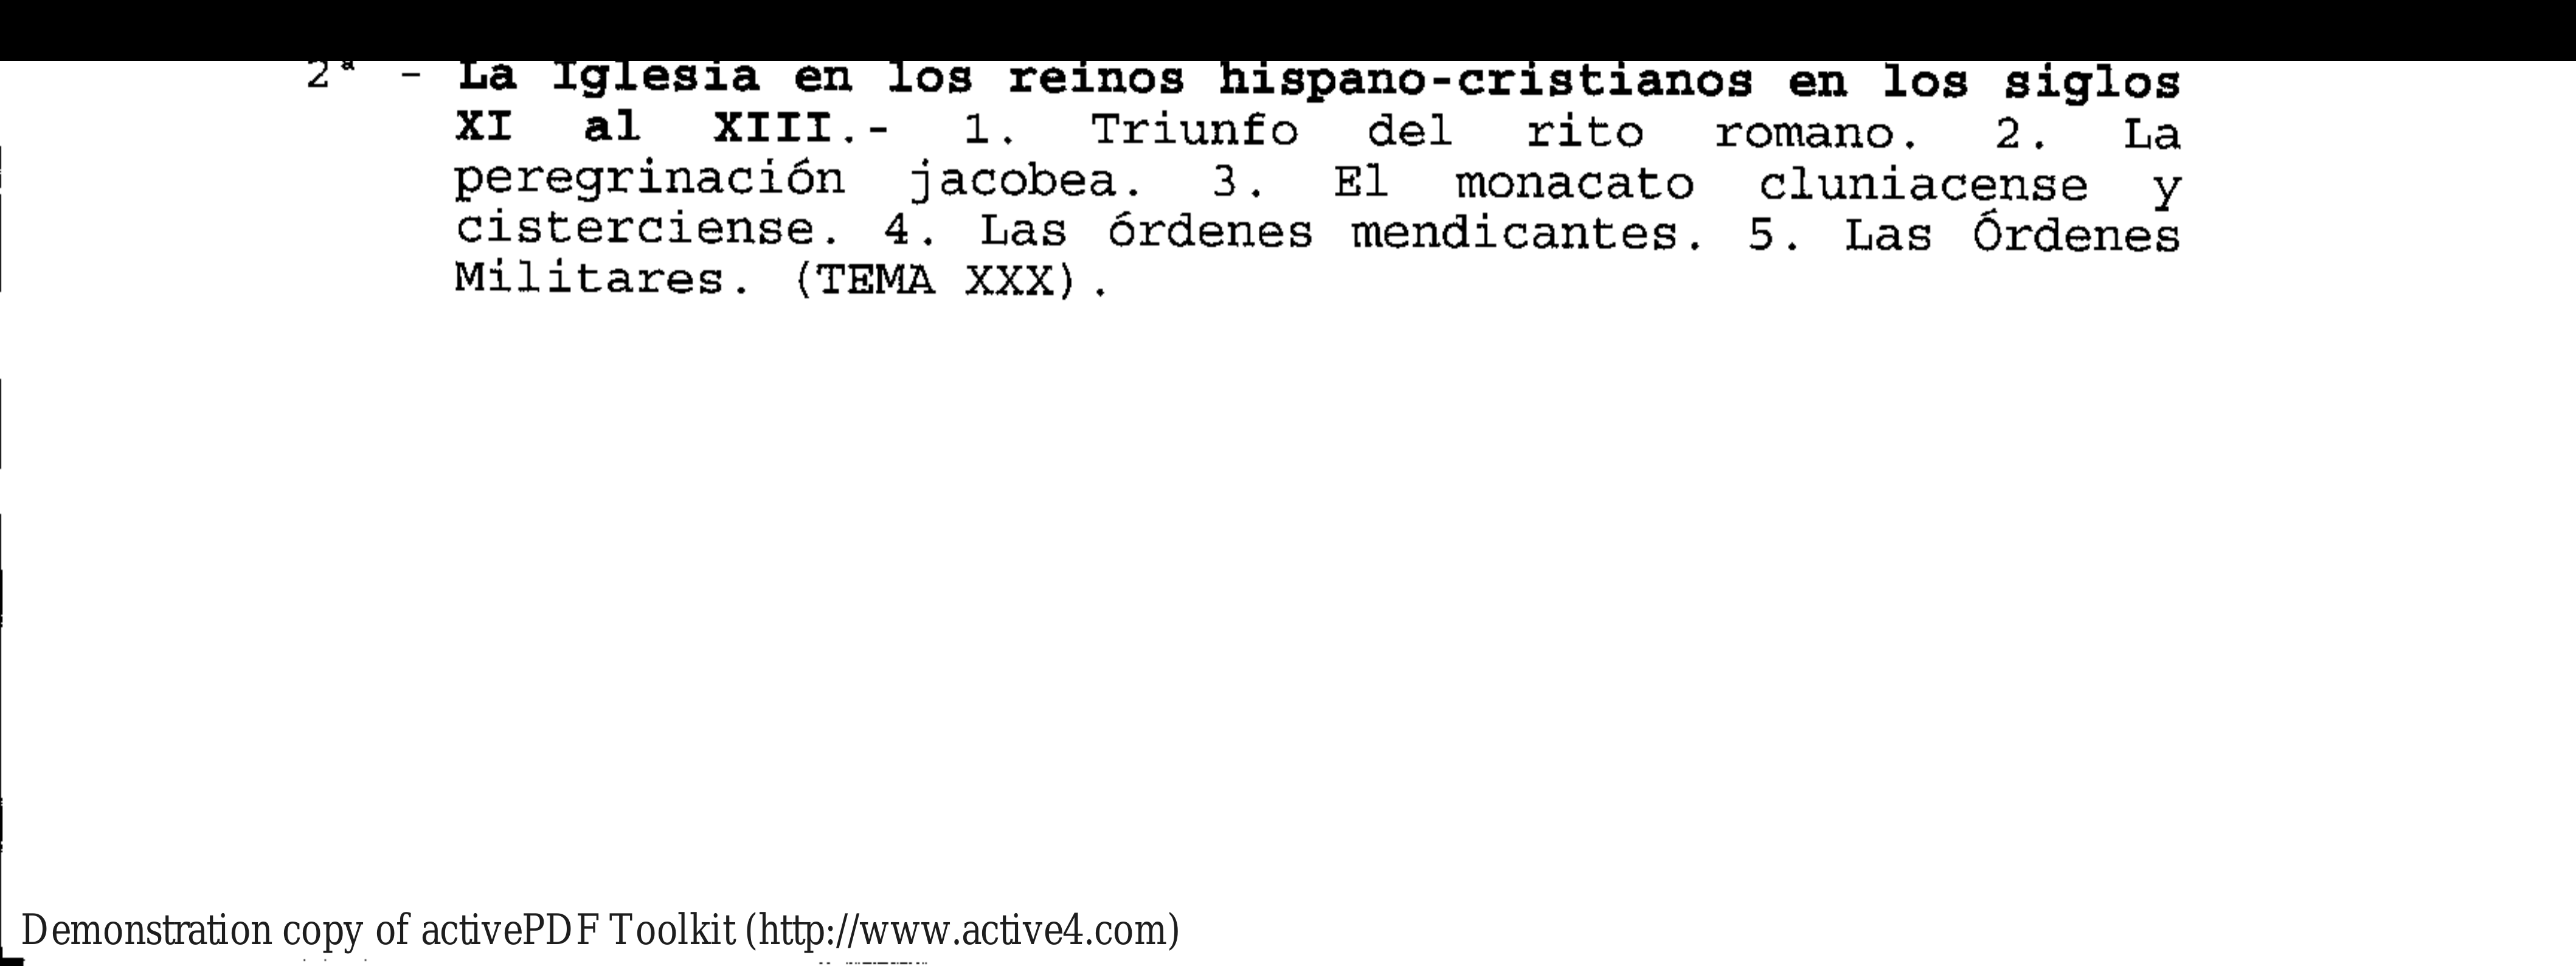 2ª - La Iglesia en los reinos hispano-cristianos en los siglos
XI al XIII.- 1. Triunfo del rito romano. 2. La
peregrinación jacobea. 3. El monacato cluniacense y
cisterciense. 4. Las órdenes mendicantes. 5. Las Órdenes
Militares. (TEMA XXX).
Demonstration copy of activePDF Toolkit (http://www.active4.com)